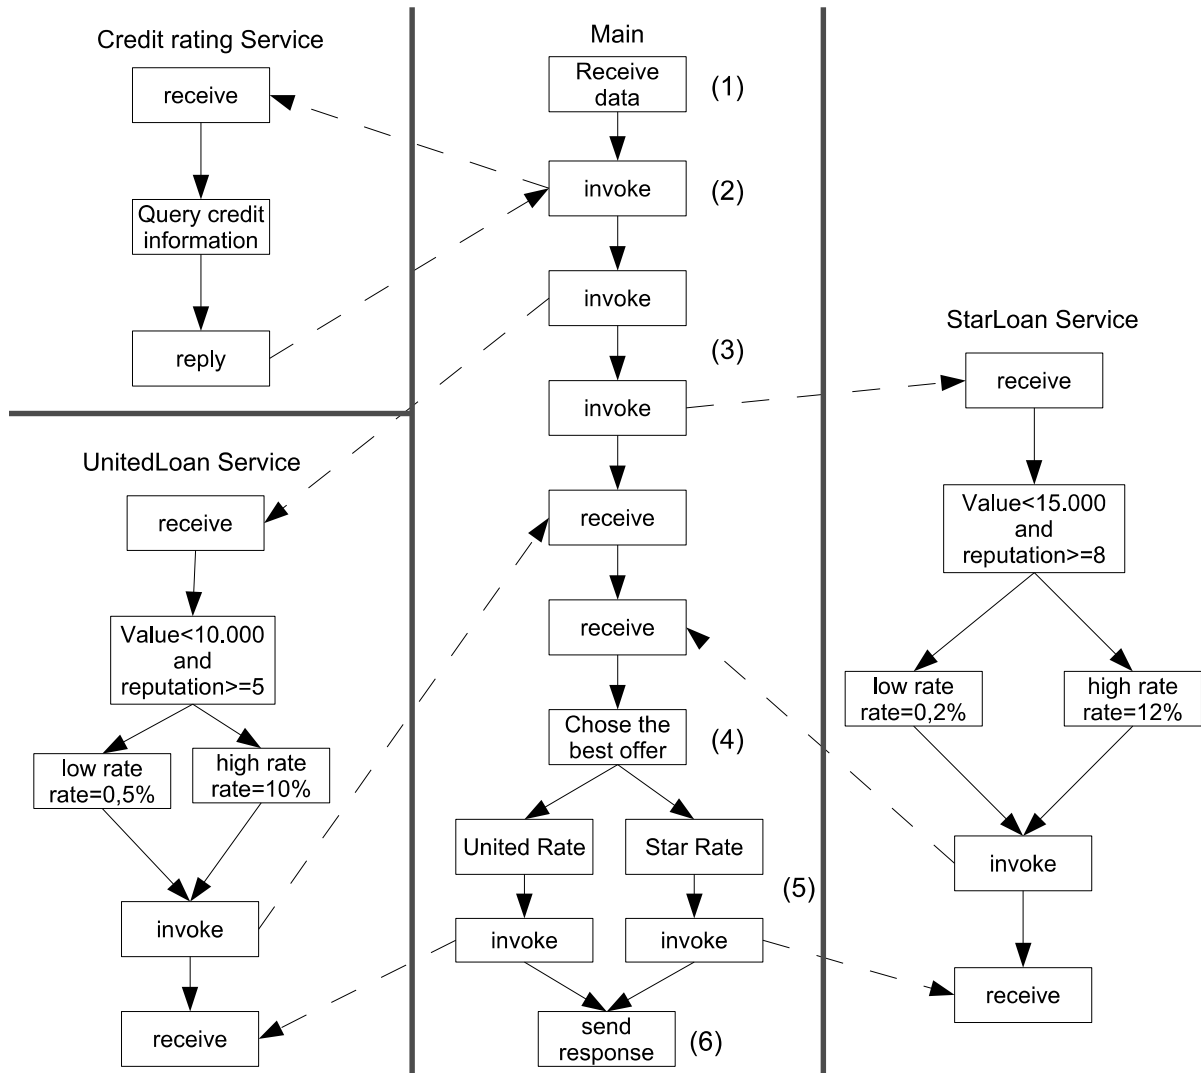 Credit rating Service
receive
Query credit
information
reply
UnitedLoan Service
receive
Value<10.000
and
reputation>=5
low rate
rate=0,5%
high rate
rate=10%
invoke
receive
Main
Receive
data
(1)
invoke
(2)
invoke
(3)
invoke
receive
receive
Chose the
best offer
(4)
United Rate
Star Rate
(5)
invoke
invoke
send
response
(6)
StarLoan Service
receive
Value<15.000
and
reputation>=8
low rate
rate=0,2%
high rate
rate=12%
invoke
receive